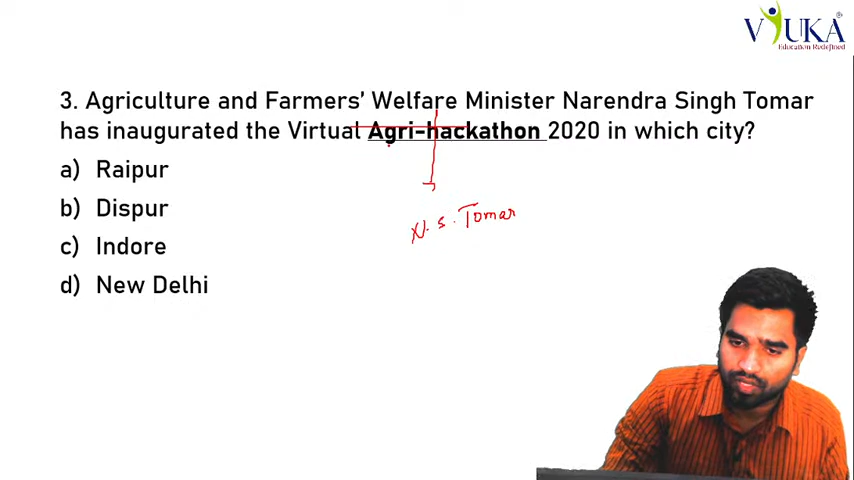 VYUKA
Education Redefined
3. Agriculture and Farmers' Welfare Minister Narendra Singh Tomar
has inaugurated the Virtual Agri-hackathon 2020 in which city?
a) Raipur
b) Dispur
c) Indore
d) New Delhi
N. S. Tomar